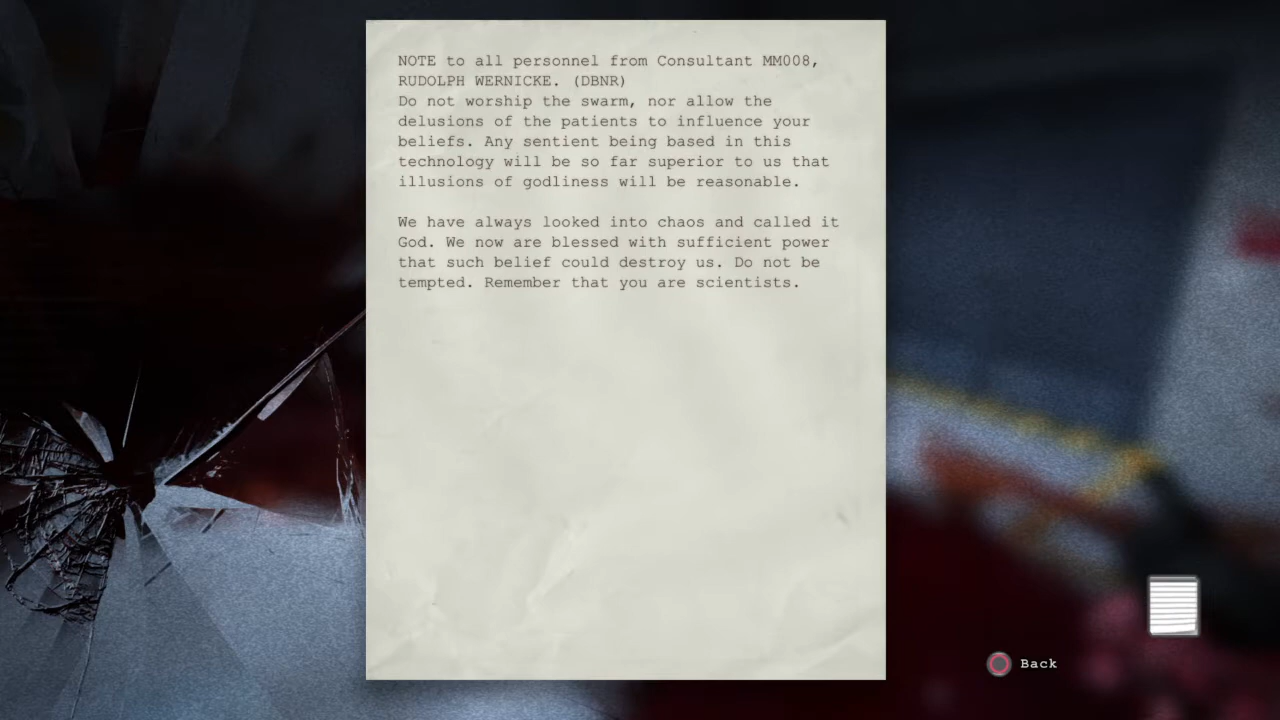 NOTE to all personnel from Consultant MM008,
RUDOLPH WERNICKE. (DBNR)
Do not worship the swarm, nor allow the
delusions of the patients to influence your
beliefs. Any sentient being based in this
technology will be so far superior to us that
illusions of godliness will be reasonable.

We have always looked into chaos and called it
God. We now are blessed with sufficient power
that such belief could destroy us. Do not be
tempted. Remember that you are scientists.
Back